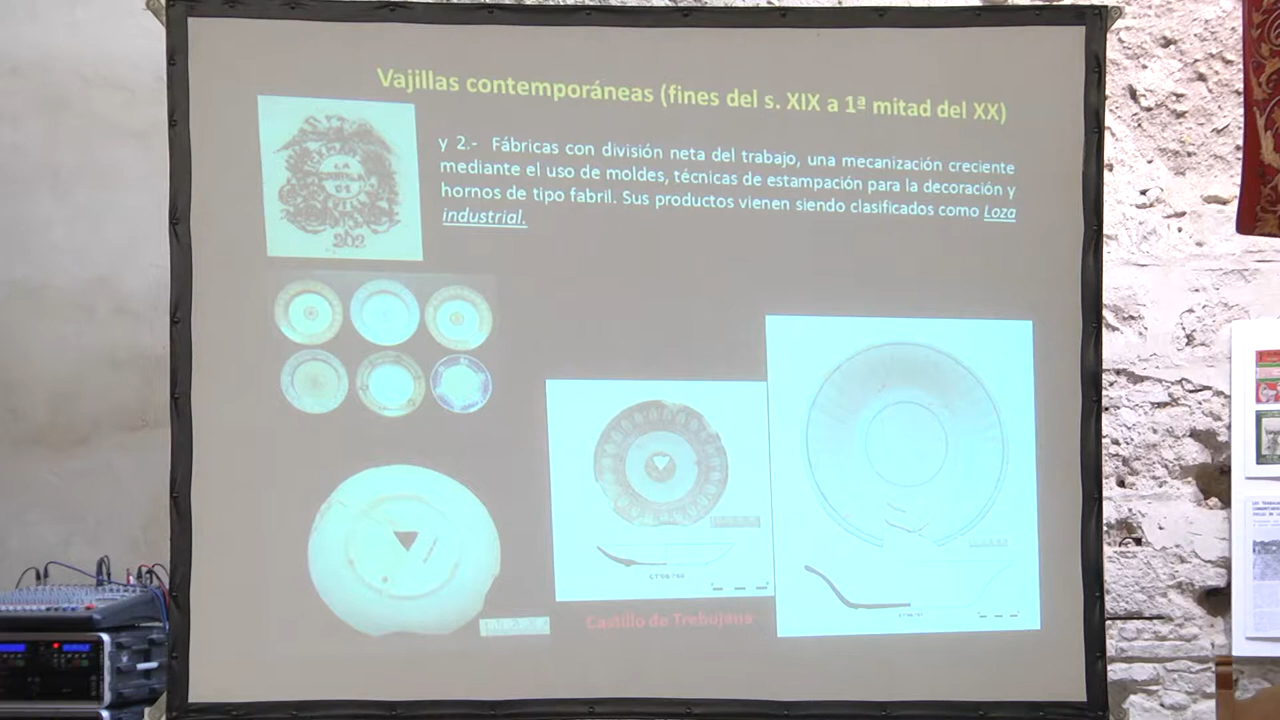 Vajillas contemporáneas (fines del s. XIX a 1ª mitad del XX)
y 2.- Fábricas con división neta del trabajo, una mecanización creciente
mediante el uso de moldes, técnicas de estampación para la decoración y
hornos de tipo fabril. Sus productos vienen siendo clasificados como Loza
industrial.
LA
DE
202
Castillo de Trebujena